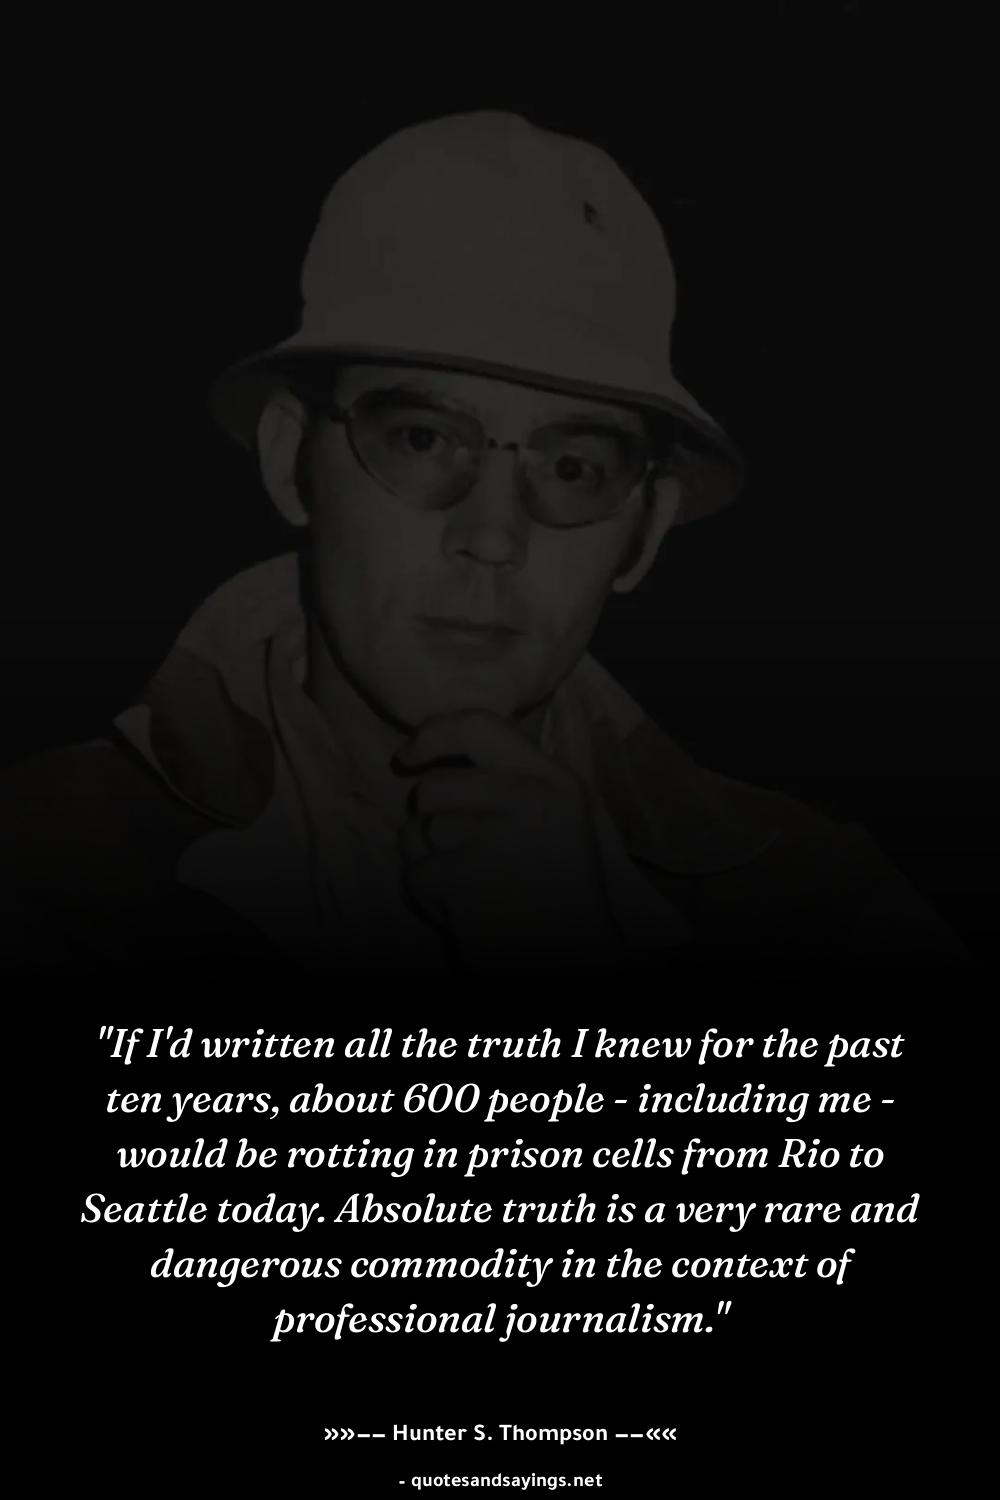 "If I'd written all the truth I knew for the past
ten years, about 600 people - including me -
would be rotting in prison cells from Rio to
Seattle today. Absolute truth is a very rare and
dangerous commodity in the context of
professional journalism."
»»−− Hunter S. Thompson −−««
- quotesandsayings.net